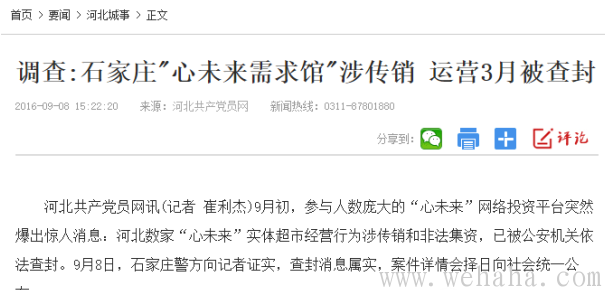 首页 > 要闻 > 河北城事 > 正文
调查:石家庄"心未来需求馆"涉传销 运营3月被查封
2016-09-08 15:22:20 来源：河北共产党员网 新闻热线：0311-67801880
分享到： 评论
河北共产党员网讯(记者 崔利杰)9月初，参与人数庞大的“心未来”网络投资平台突然
爆出惊人消息：河北数家“心未来”实体超市经营行为涉传销和非法集资，已被公安机关依
法查封。9月8日，石家庄警方向记者证实，查封消息属实，案件详情会择日向社会统一公
www.wehaha.com